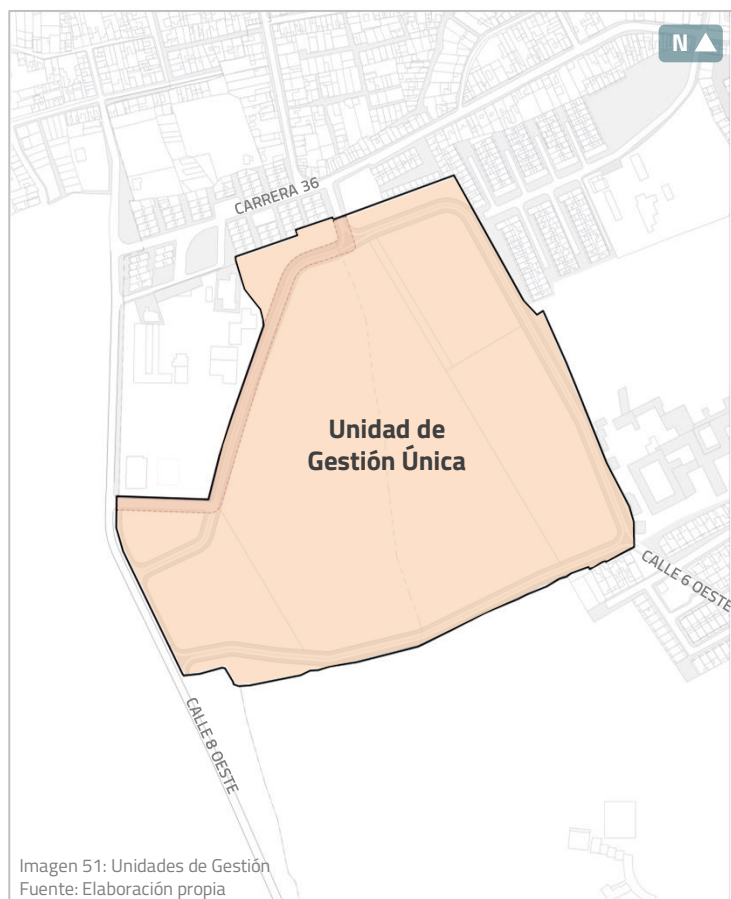 N
CARRERA 36
Unidad de
Gestión Única
CALLE 6 OESTE
CALLE 8 OESTE
Imagen 51: Unidades de Gestión
Fuente: Elaboración propia